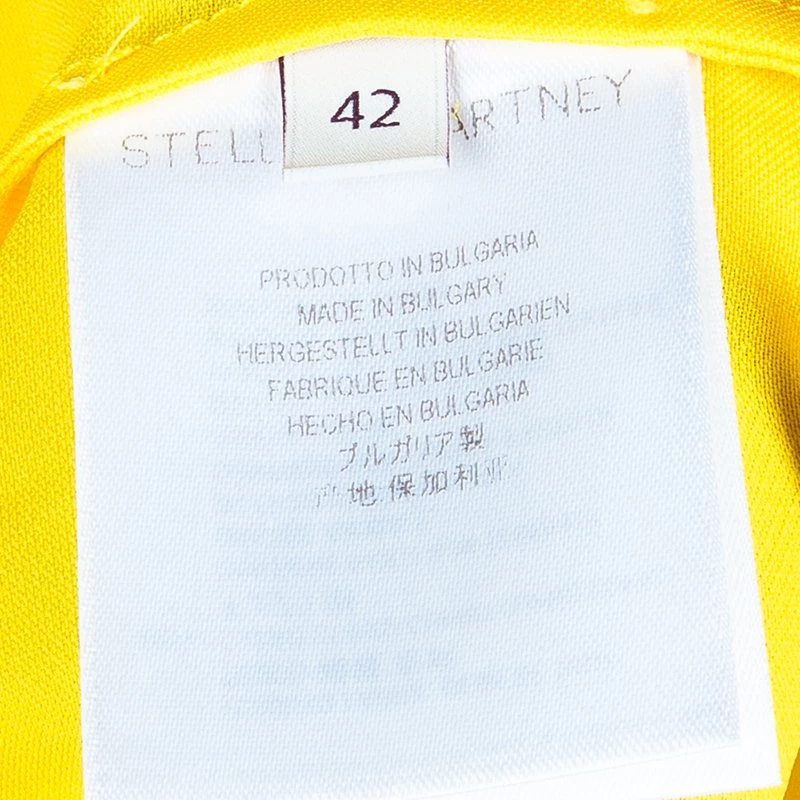 42
STELL ARTNEY
PRODOTTO IN BULGARIA
MADE IN BULGARY
HERGESTELLT IN BULGARIEN
FABRIQUE EN BULGARIE
HECHO EN BULGARIA
ブルガリア製
产地 保加利亚